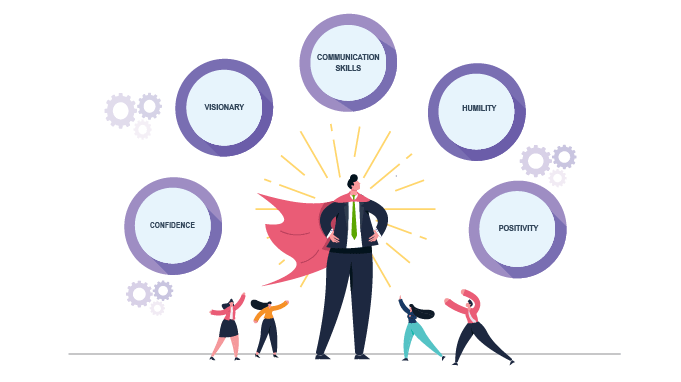 COMMUNICATION
SKILLS
VISIONARY
HUMILITY
CONFIDENCE
POSITIVITY